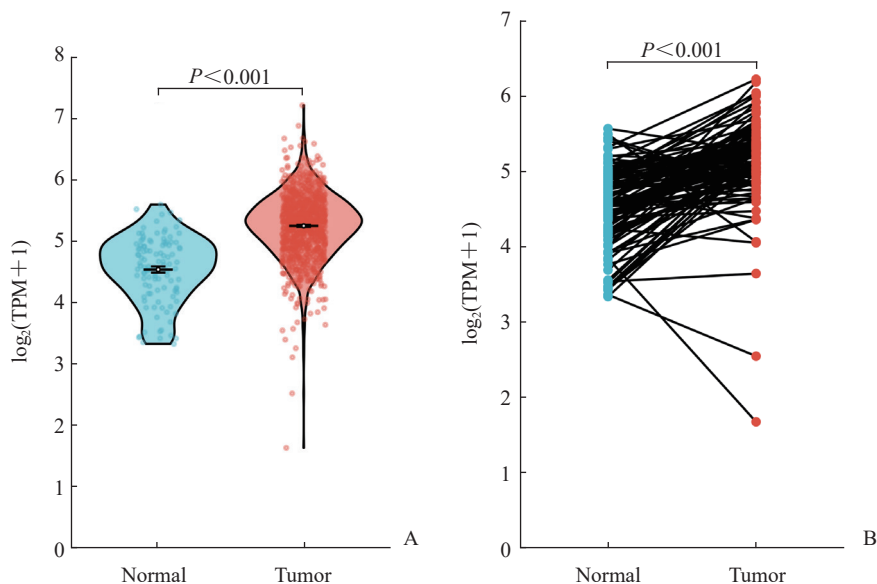 8
7
6
5
4
3
2
1
0
log₂(TPM+1)
P<0.001
Normal
Tumor
A
7
6
5
4
3
2
1
0
log₂(TPM+1)
P<0.001
Normal
Tumor
B